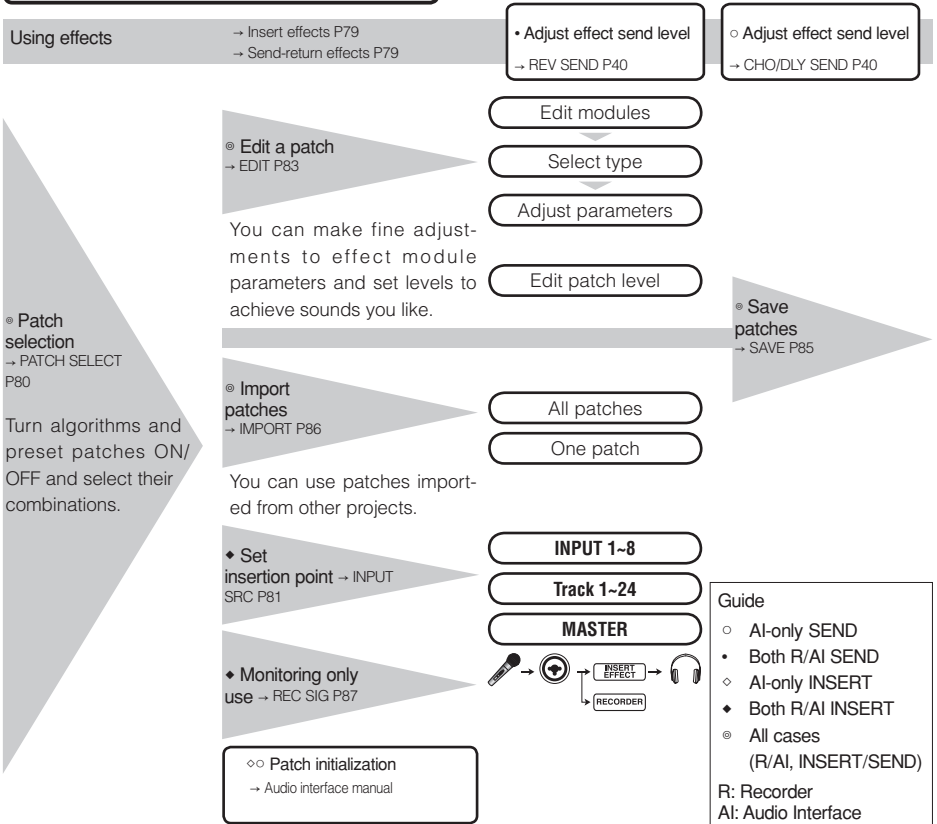 Using effects
→ Insert effects P79
→ Send-return effects P79
• Adjust effect send level
→ REV SEND P40
○ Adjust effect send level
→ CHO/DLY SEND P40
◎ Patch
selection
→ PATCH SELECT
P80
Turn algorithms and
preset patches ON/
OFF and select their
combinations.
◎ Edit a patch
→ EDIT P83
You can make fine adjust-
ments to effect module
parameters and set levels to
achieve sounds you like.
Edit modules
Select type
Adjust parameters
Edit patch level
◎ Save
patches
→ SAVE P85
◎ Import
patches
→ IMPORT P86
You can use patches import-
ed from other projects.
All patches
One patch
◆ Set
insertion point → INPUT
SRC P81
INPUT 1~8
Track 1~24
MASTER
◆ Monitoring only
use → REC SIG P87
→ → INSERT
EFFECT →
RECORDER
◇○ Patch initialization
→ Audio interface manual
Guide
○ AI-only SEND
• Both R/AI SEND
◇ AI-only INSERT
◆ Both R/AI INSERT
◎ All cases
(R/AI, INSERT/SEND)
R: Recorder
AI: Audio Interface